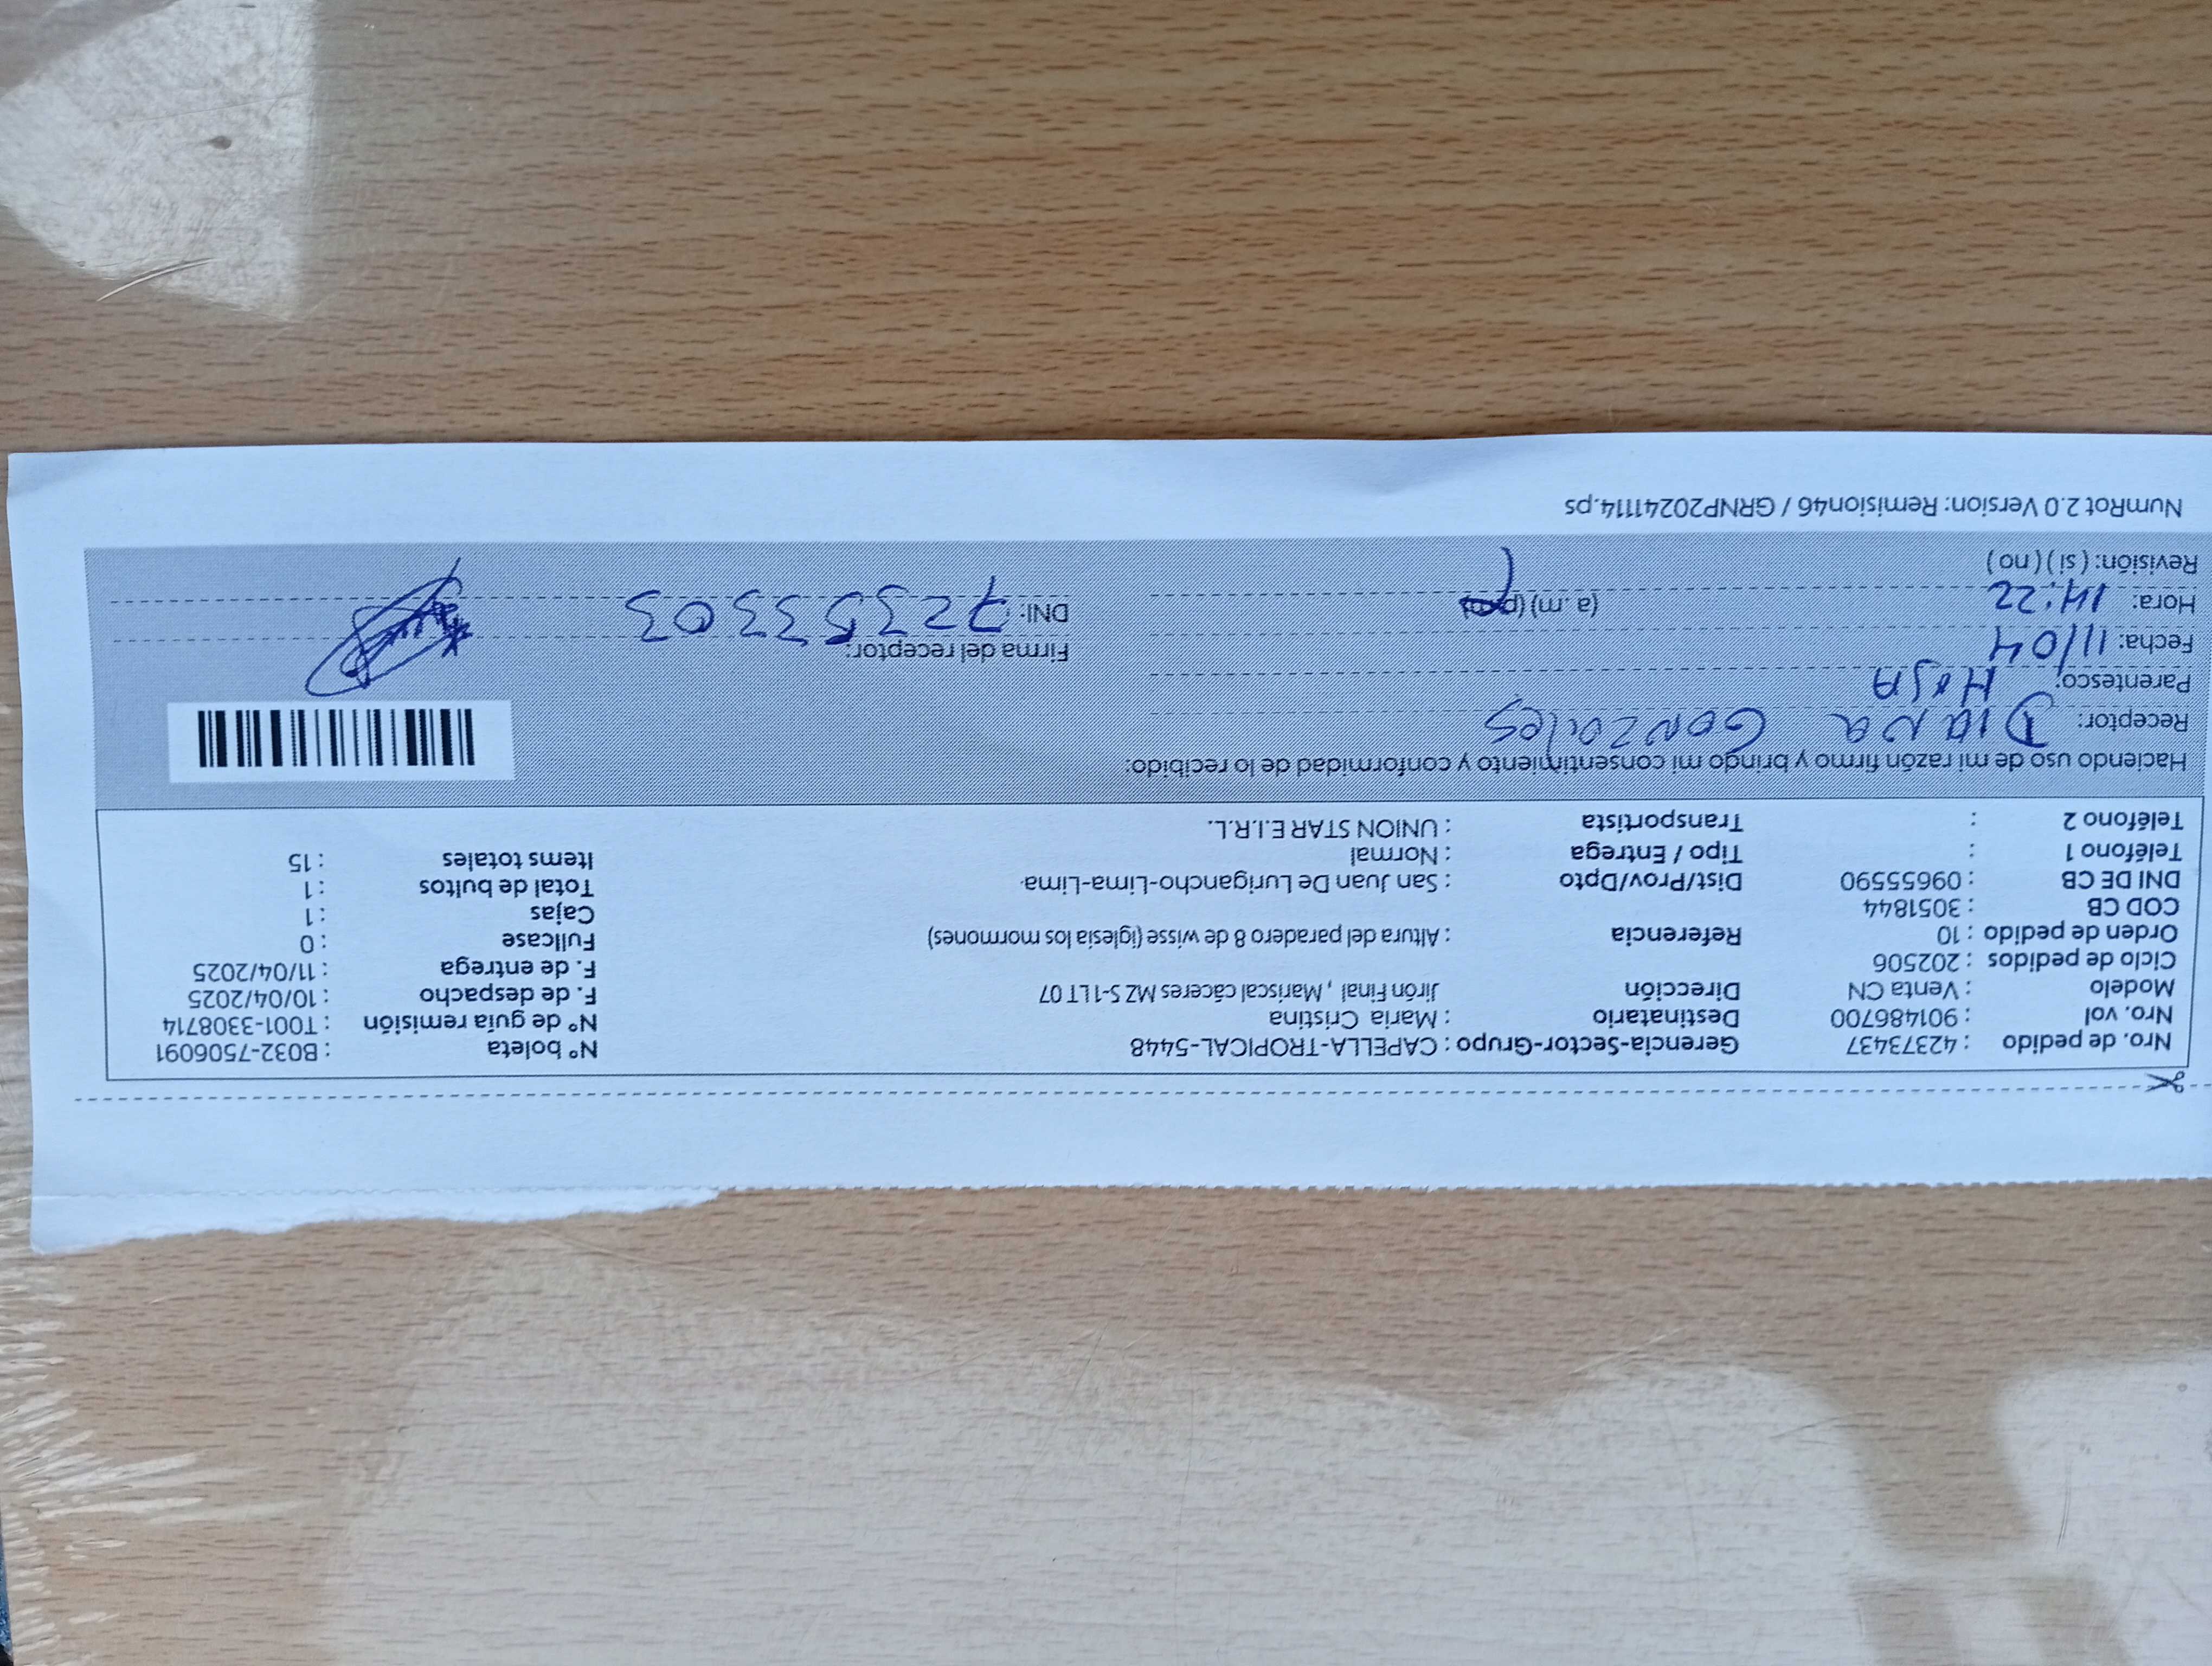 Nro. de pedido : 42373437 Gerencia-Sector-Grupo : CAPELLA-TROPICAL-5448 N° boleta : B032-7506091
Nro. vol : 901486700 Destinatario : Maria Cristina N° de guía remisión : T001-3308714
Modelo : Venta CN Dirección Jirón Final , Mariscal cáceres MZ S-1 LT 07 F. de despacho : 10/04/2025
Ciclo de pedidos : 202506 F. de entrega : 11/04/2025
Orden de pedido : 10 Referencia : Altura del paradero 8 de wisse (iglesia los mormones) Fullcase : 0
COD CB : 3051844 Cajas : 1
DNI DE CB : 09655590 Dist/Prov/Dpto : San Juan De Lurigancho-Lima-Lima Total de bultos : 1
Teléfono 1 : Tipo / Entrega : Normal Items totales : 15
Teléfono 2 : Transportista : UNION STAR E.I.R.L.
Haciendo uso de mi razón firmo y brindo mi consentimiento y conformidad de lo recibido:
Receptor: DIANA GONZALES
Parentesco: HIJA
Fecha: 11/04 Firma del receptor:
Hora: 14:22 (a .m) (p.m) DNI: 72353303
Revisión: ( si ) ( no )
NumRot 2.0 Version: Remision46 / GRNP20241114.ps